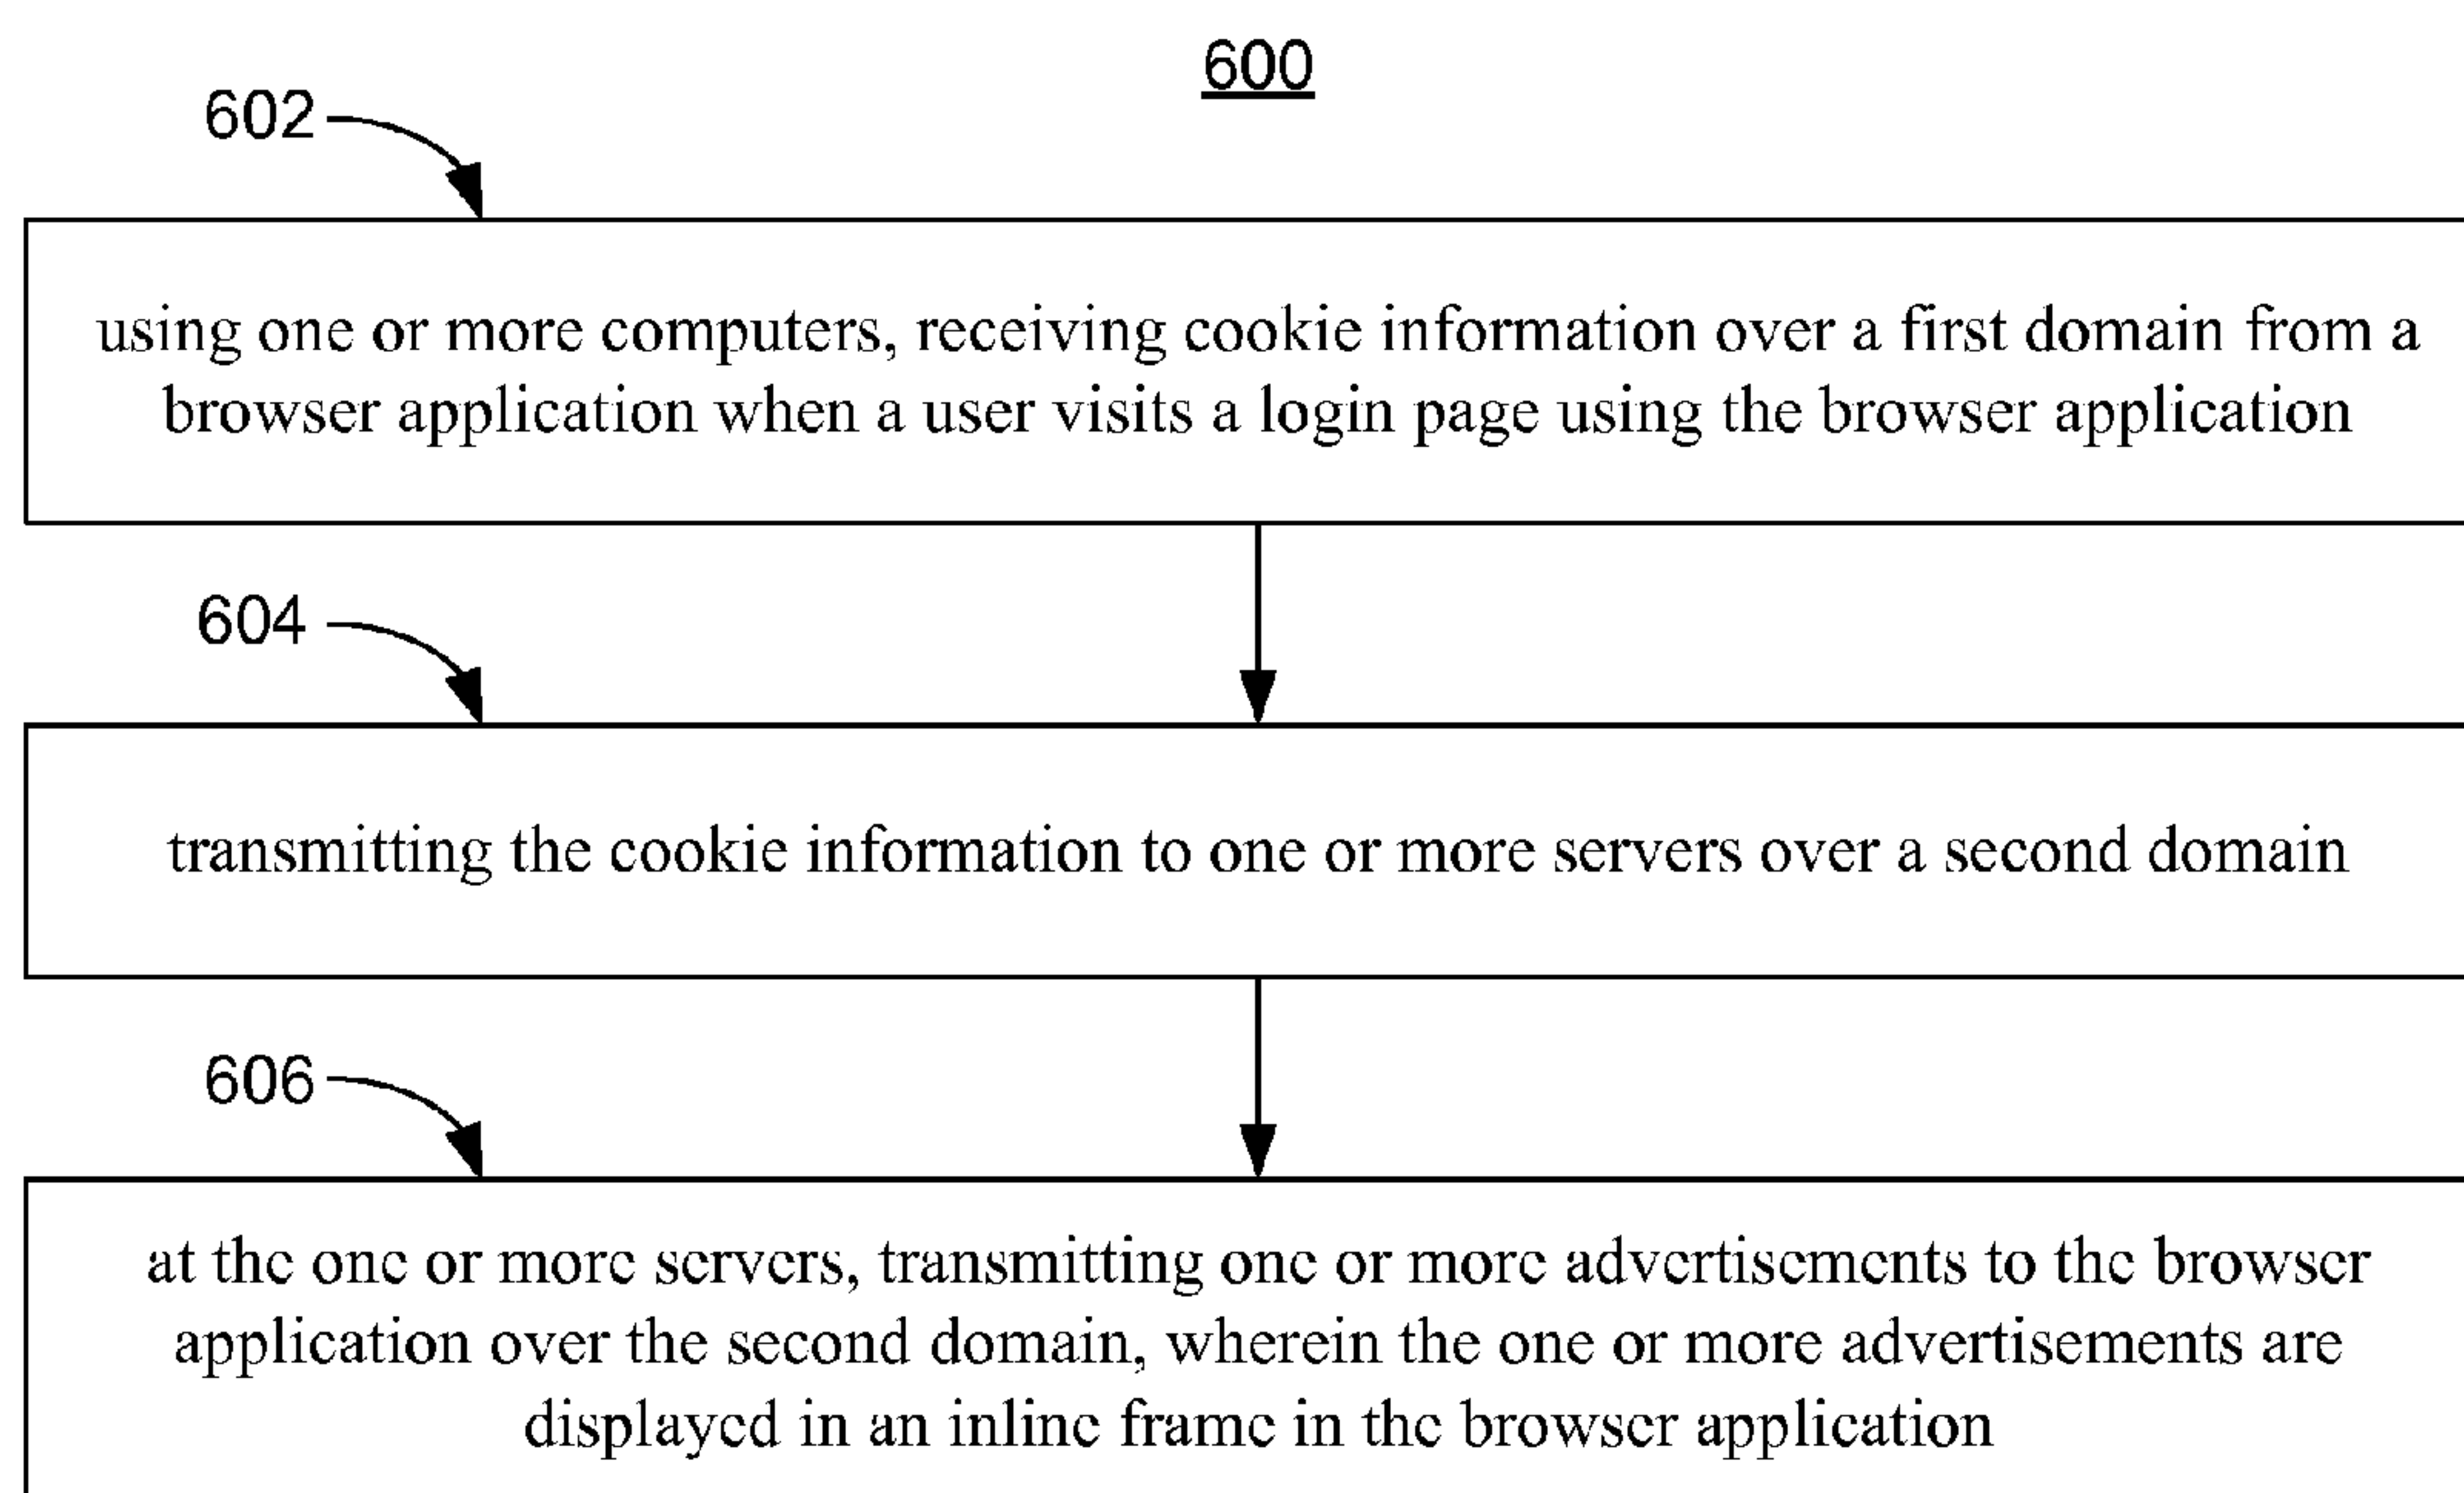 600
602
using one or more computers, receiving cookie information over a first domain from a
browser application when a user visits a login page using the browser application
604
transmitting the cookie information to one or more servers over a second domain
606
at the one or more servers, transmitting one or more advertisements to the browser
application over the second domain, wherein the one or more advertisements are
displayed in an inline frame in the browser application